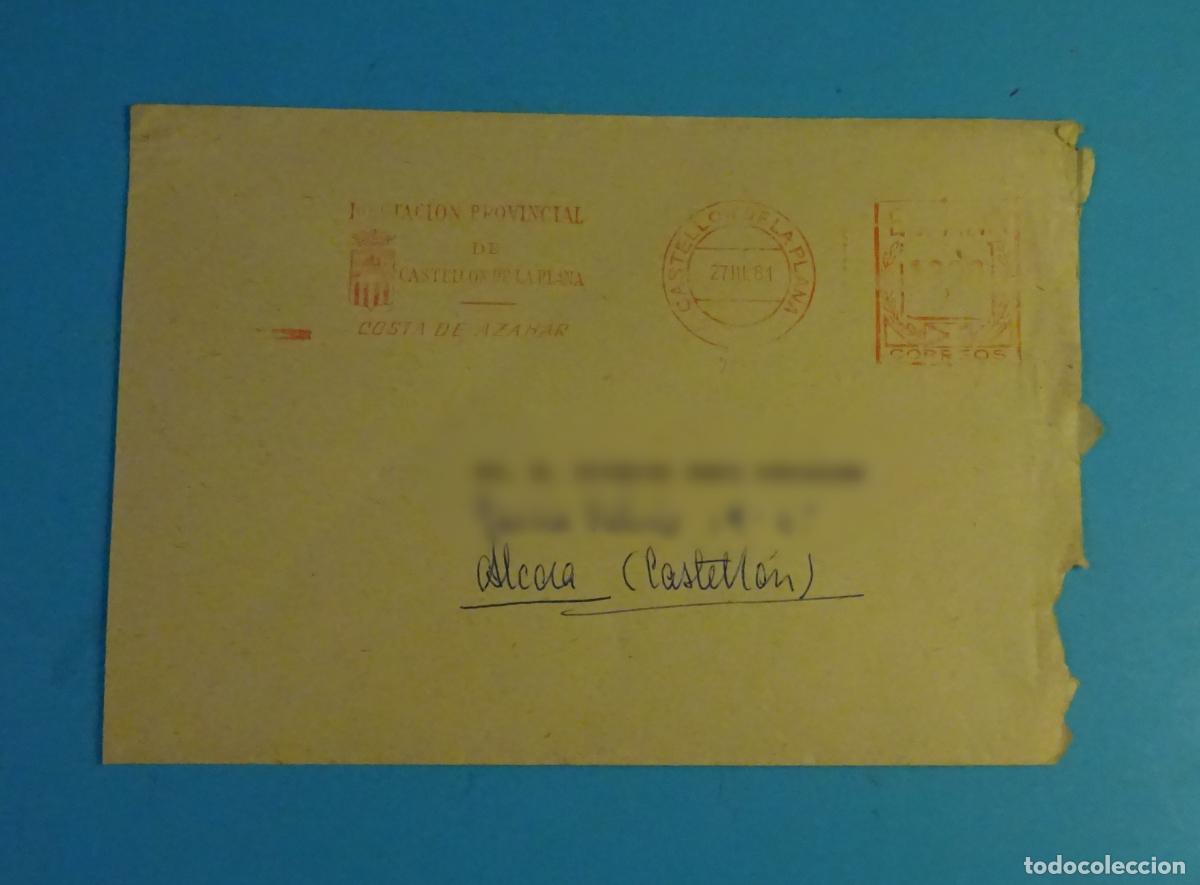 DIPUTACION PROVINCIAL
DE
CASTELLON DE LA PLANA
COSTA DE AZAHAR
CASTELLON DE LA PLANA
27 III. 81
CORREOS
Alcora (Castellón)
todocoleccion